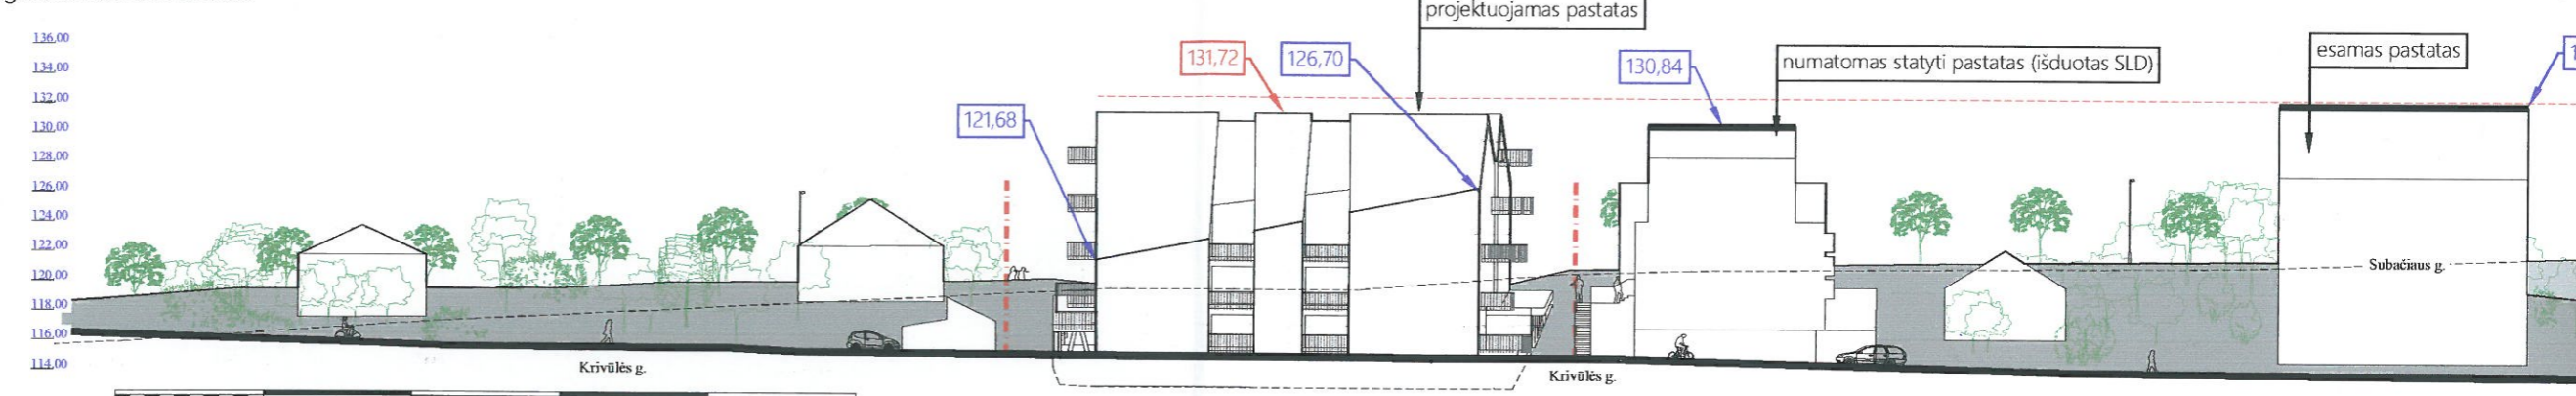 projektuojamas pastatas
136,00
134,00
132,00
130,00
128,00
126,00
124,00
122,00
120,00
118,00
116,00
114,00
131,72
126,70
121,68
130,84
numatomas statyti pastatas (išduotas SLD)
esamas pastatas
Subačiaus g.
Krivūlės g.
Krivūlės g.